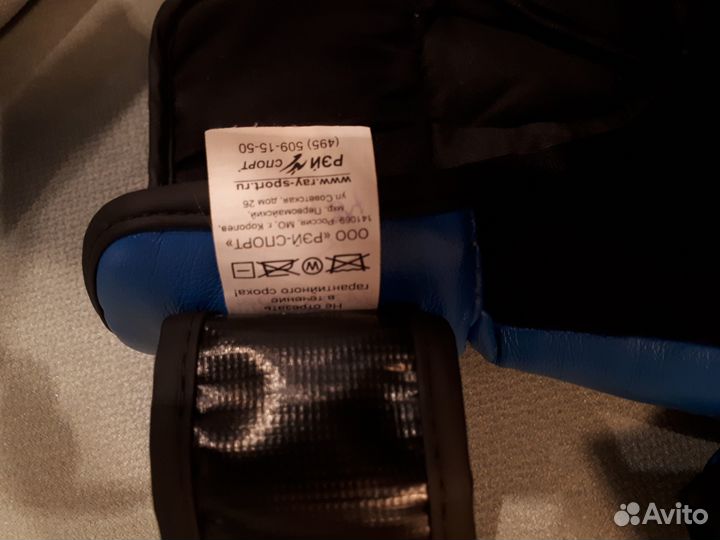 Не отрезать
в течение
гарантийного срока!
W
ООО «РЭЙ-СПОРТ»
141069 Россия, МО, г. Королев,
мкр. Первомайский,
ул. Советская, дом 26
www.ray-sport.ru
РЭЙ СПОРТ
(495) 509-15-50
Avito